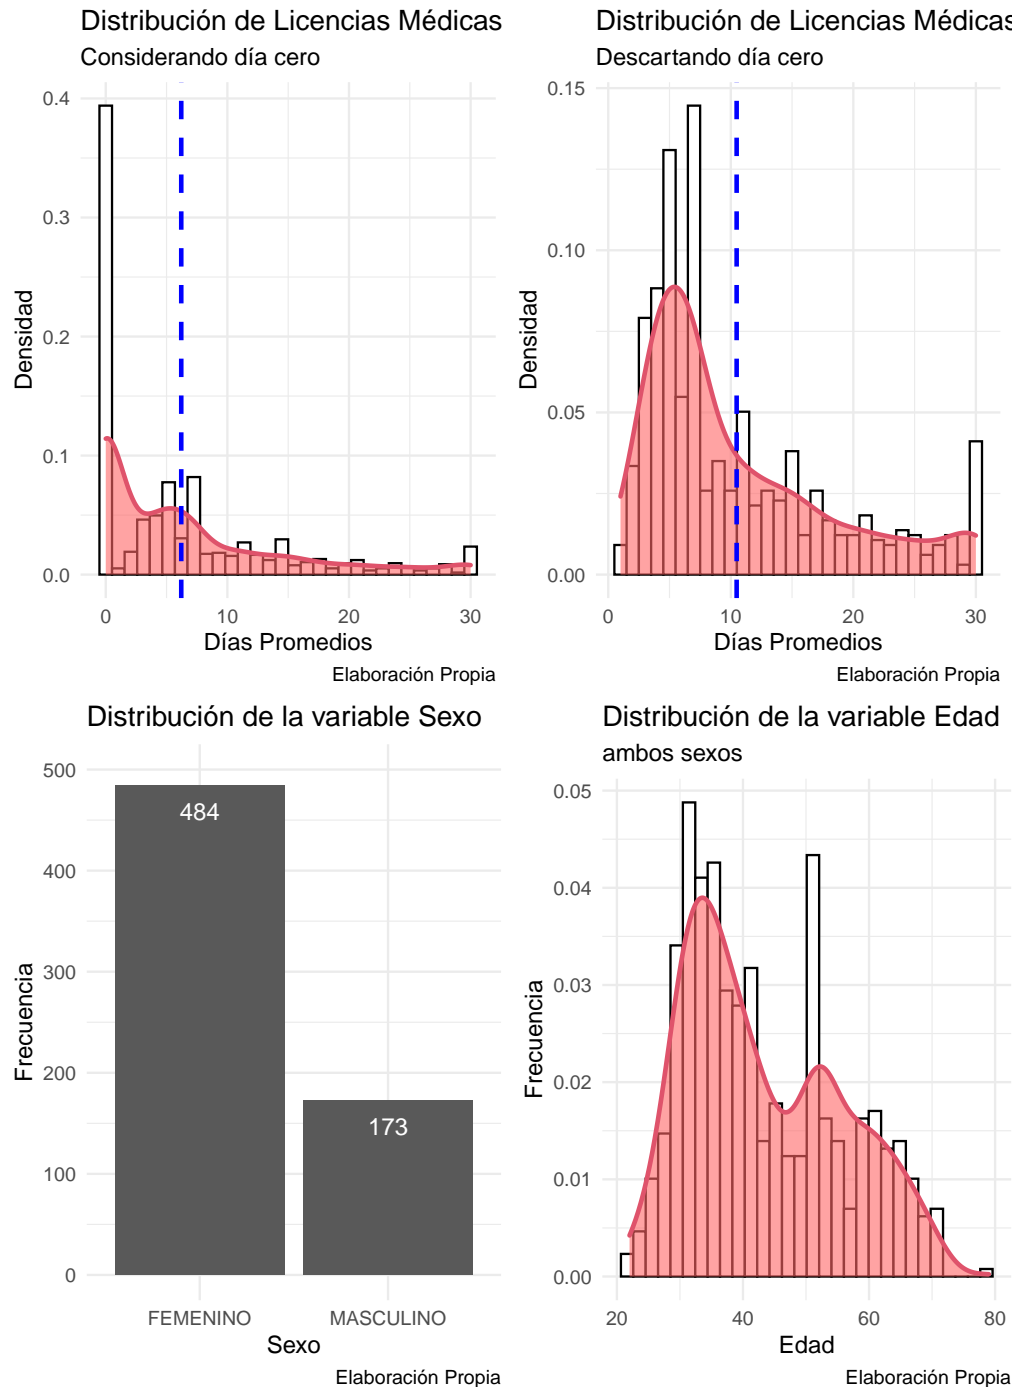 Distribución de Licencias Médicas
Considerando día cero
0.4
0.3
0.2
0.1
0.0
Densidad
0
10
20
30
Días Promedios
Elaboración Propia
Distribución de Licencias Médicas
Descartando día cero
0.15
0.10
0.05
0.00
Densidad
0
10
20
30
Días Promedios
Elaboración Propia
Distribución de la variable Sexo
500
400
300
200
100
0
Frecuencia
484
173
FEMENINO
MASCULINO
Sexo
Elaboración Propia
Distribución de la variable Edad
ambos sexos
0.05
0.04
0.03
0.02
0.01
0.00
Frecuencia
20
40
60
80
Edad
Elaboración Propia